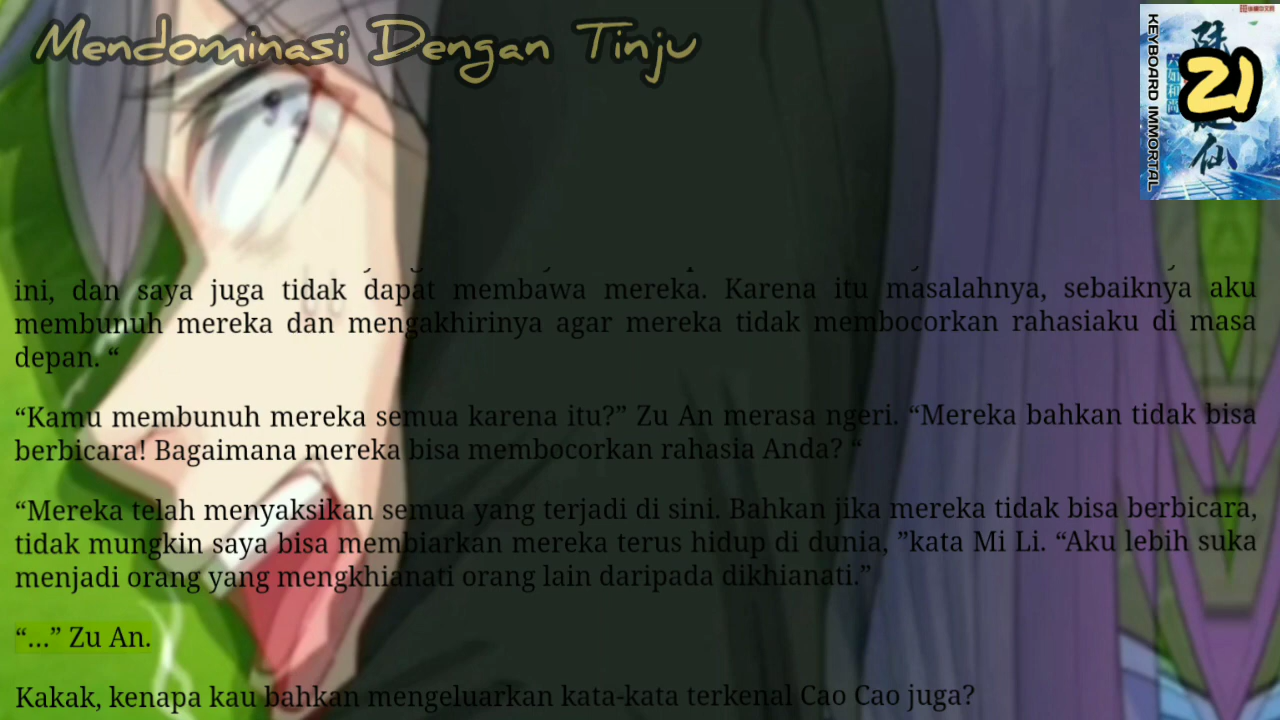 Mendominasi Dengan Tinju
KEYBOARD IMMORTAL
21
ini, dan saya juga tidak dapat membawa mereka. Karena itu masalahnya, sebaiknya aku
membunuh mereka dan mengakhirinya agar mereka tidak membocorkan rahasiaku di masa
depan. “
“Kamu membunuh mereka semua karena itu?” Zu An merasa ngeri. “Mereka bahkan tidak bisa
berbicara! Bagaimana mereka bisa membocorkan rahasia Anda? “
“Mereka telah menyaksikan semua yang terjadi di sini. Bahkan jika mereka tidak bisa berbicara,
tidak mungkin saya bisa membiarkan mereka terus hidup di dunia, ”kata Mi Li. “Aku lebih suka
menjadi orang yang mengkhianati orang lain daripada dikhianati.”
“…” Zu An.
Kakak, kenapa kau bahkan mengeluarkan kata-kata terkenal Cao Cao juga?